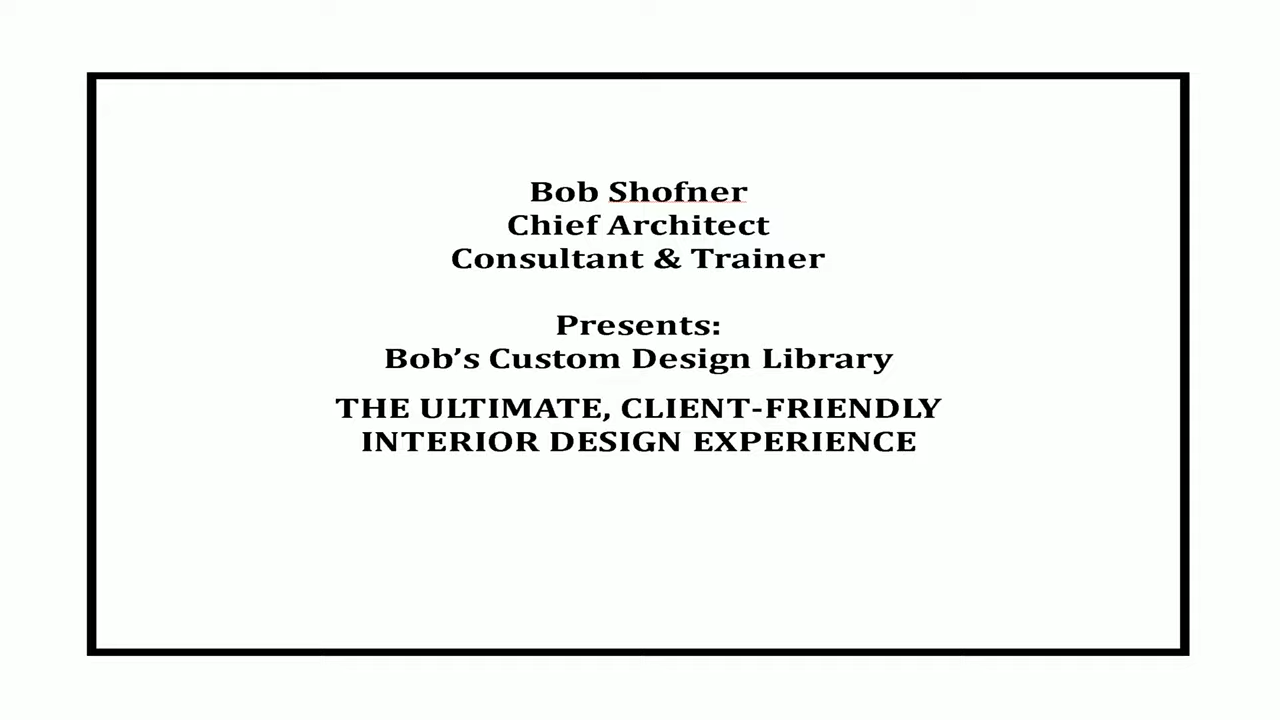 Bob Shofner
Chief Architect
Consultant & Trainer
Presents:
Bob’s Custom Design Library
THE ULTIMATE, CLIENT-FRIENDLY
INTERIOR DESIGN EXPERIENCE